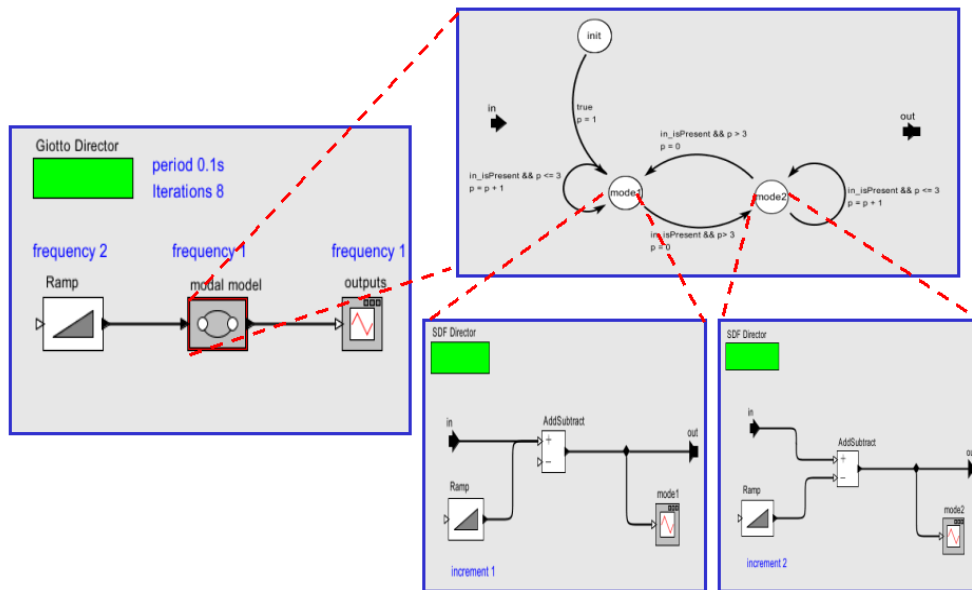 Giotto Director
period 0.1s
Iterations 8
frequency 2
frequency 1
frequency 1
Ramp
modal model
outputs
init
in
out
true
p = 1
in_isPresent && p > 3
p = 0
in_isPresent && p <= 3
p = p + 1
mode1
mode2
in_isPresent && p <= 3
p = p + 1
in_isPresent && p> 3
p = 0
SDF Director
in
AddSubtract
+
−
out
Ramp
mode1
increment 1
SDF Director
in
AddSubtract
+
−
ou
Ramp
mode2
increment 2